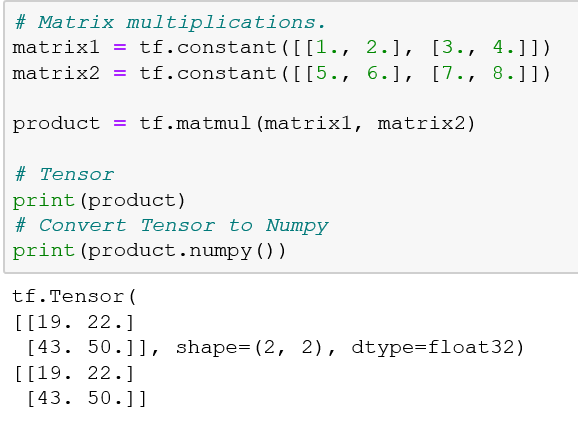 # Matrix multiplications.
matrix1 = tf.constant([[1., 2.], [3., 4.]])
matrix2 = tf.constant([[5., 6.], [7., 8.]])
product = tf.matmul(matrix1, matrix2)
# Tensor
print(product)
# Convert Tensor to Numpy
print(product.numpy())
tf.Tensor(
[[19. 22.]
 [43. 50.]], shape=(2, 2), dtype=float32)
[[19. 22.]
 [43. 50.]]